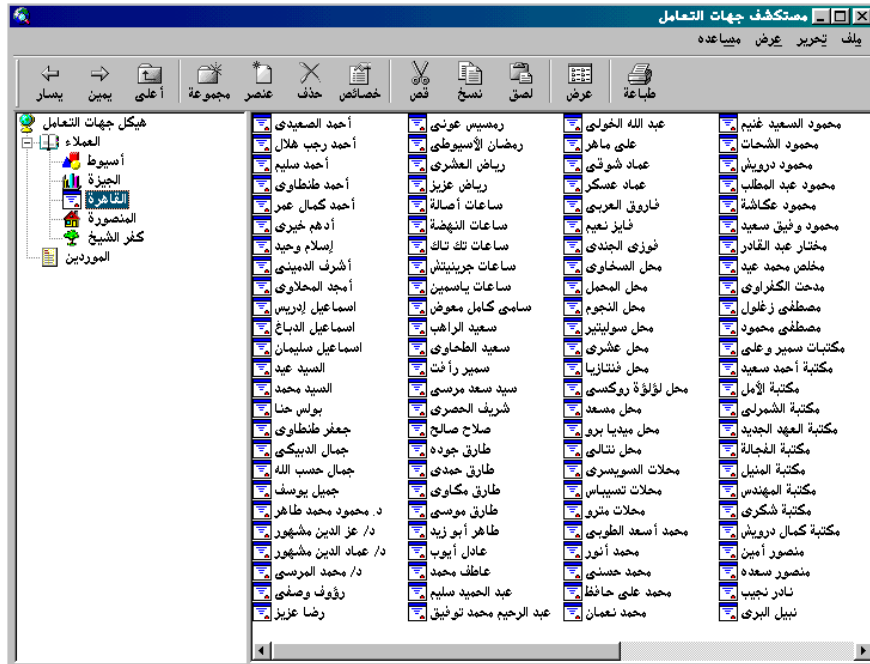 مستكشف جهات التعامل
ملف تحرير عرض مساعده
يسار يمين أعلى مجموعة عنصر حذف خصائص قص نسخ لصق عرض طباعة
هيكل جهات التعامل
العملاء
أسيوط
الجيزة
القاهرة
المنصورة
كفر الشيخ
الموردين
أحمد الصعيدى
أحمد رجب هلال
أحمد سليم
أحمد طنطاوى
أحمد كمال عمر
أدهم خيرى
إسلام وحيد
أشرف الدمينى
أمجد المحلاوى
اسماعيل إدريس
اسماعيل الدباغ
اسماعيل سليمان
السيد عيد
السيد محمد
بولس حنا
جعفر طنطاوى
جمال الدبيكى
جمال حسب الله
جميل يوسف
د. محمود محمد طاهر
د/ عز الدين مشهور
د/ عماد الدين مشهور
د/ محمد المرسى
رؤوف وصفى
رضا عزيز
رمسيس عونى
رمضان الأسيوطى
رياض العشرى
رياض عزيز
ساعات أصالة
ساعات النهضة
ساعات تك تاك
ساعات جرينيتش
ساعات ياسمين
سامى كامل معوض
سعيد الراهب
سعيد الطحاوى
سمير رأفت
سيد سعد مرسى
شريف الحصرى
صلاح صالح
طارق جوده
طارق حمدى
طارق مكاوى
طارق موسى
طاهر أبو زيد
عادل أيوب
عاطف محمد
عبد الحميد سليم
عبد الرحيم محمد توفيق
عبد الله الخولى
على ماهر
عماد شوقى
عماد عسكر
فاروق العربى
فايز نعيم
فوزى الجندى
محل السخاوى
محل المحمل
محل النجوم
محل سوليتير
محل عشرى
محل فنتازيا
محل لؤلؤة روكسى
محل مسعد
محل ميديا برو
محل نتالى
محلات السويسرى
محلات تسيباس
محلات مترو
محمد أسعد الطوبى
محمد أنور
محمد حسنى
محمد على حافظ
محمد نعمان
محمود السعيد غنيم
محمود الشحات
محمود درويش
محمود عبد المطلب
محمود عكاشة
محمود وفيق سعيد
مختار عبد القادر
مخلص محمد عيد
مدحت الكفراوى
مصطفى زغلول
مصطفى محمود
مكتبات سمير وعلى
مكتبة أحمد سعيد
مكتبة الأمل
مكتبة الشمرلى
مكتبة العهد الجديد
مكتبة الفجالة
مكتبة المنيل
مكتبة المهندس
مكتبة شكرى
مكتبة كمال درويش
منصور أمين
منصور سعده
نادر نجيب
نبيل البرى